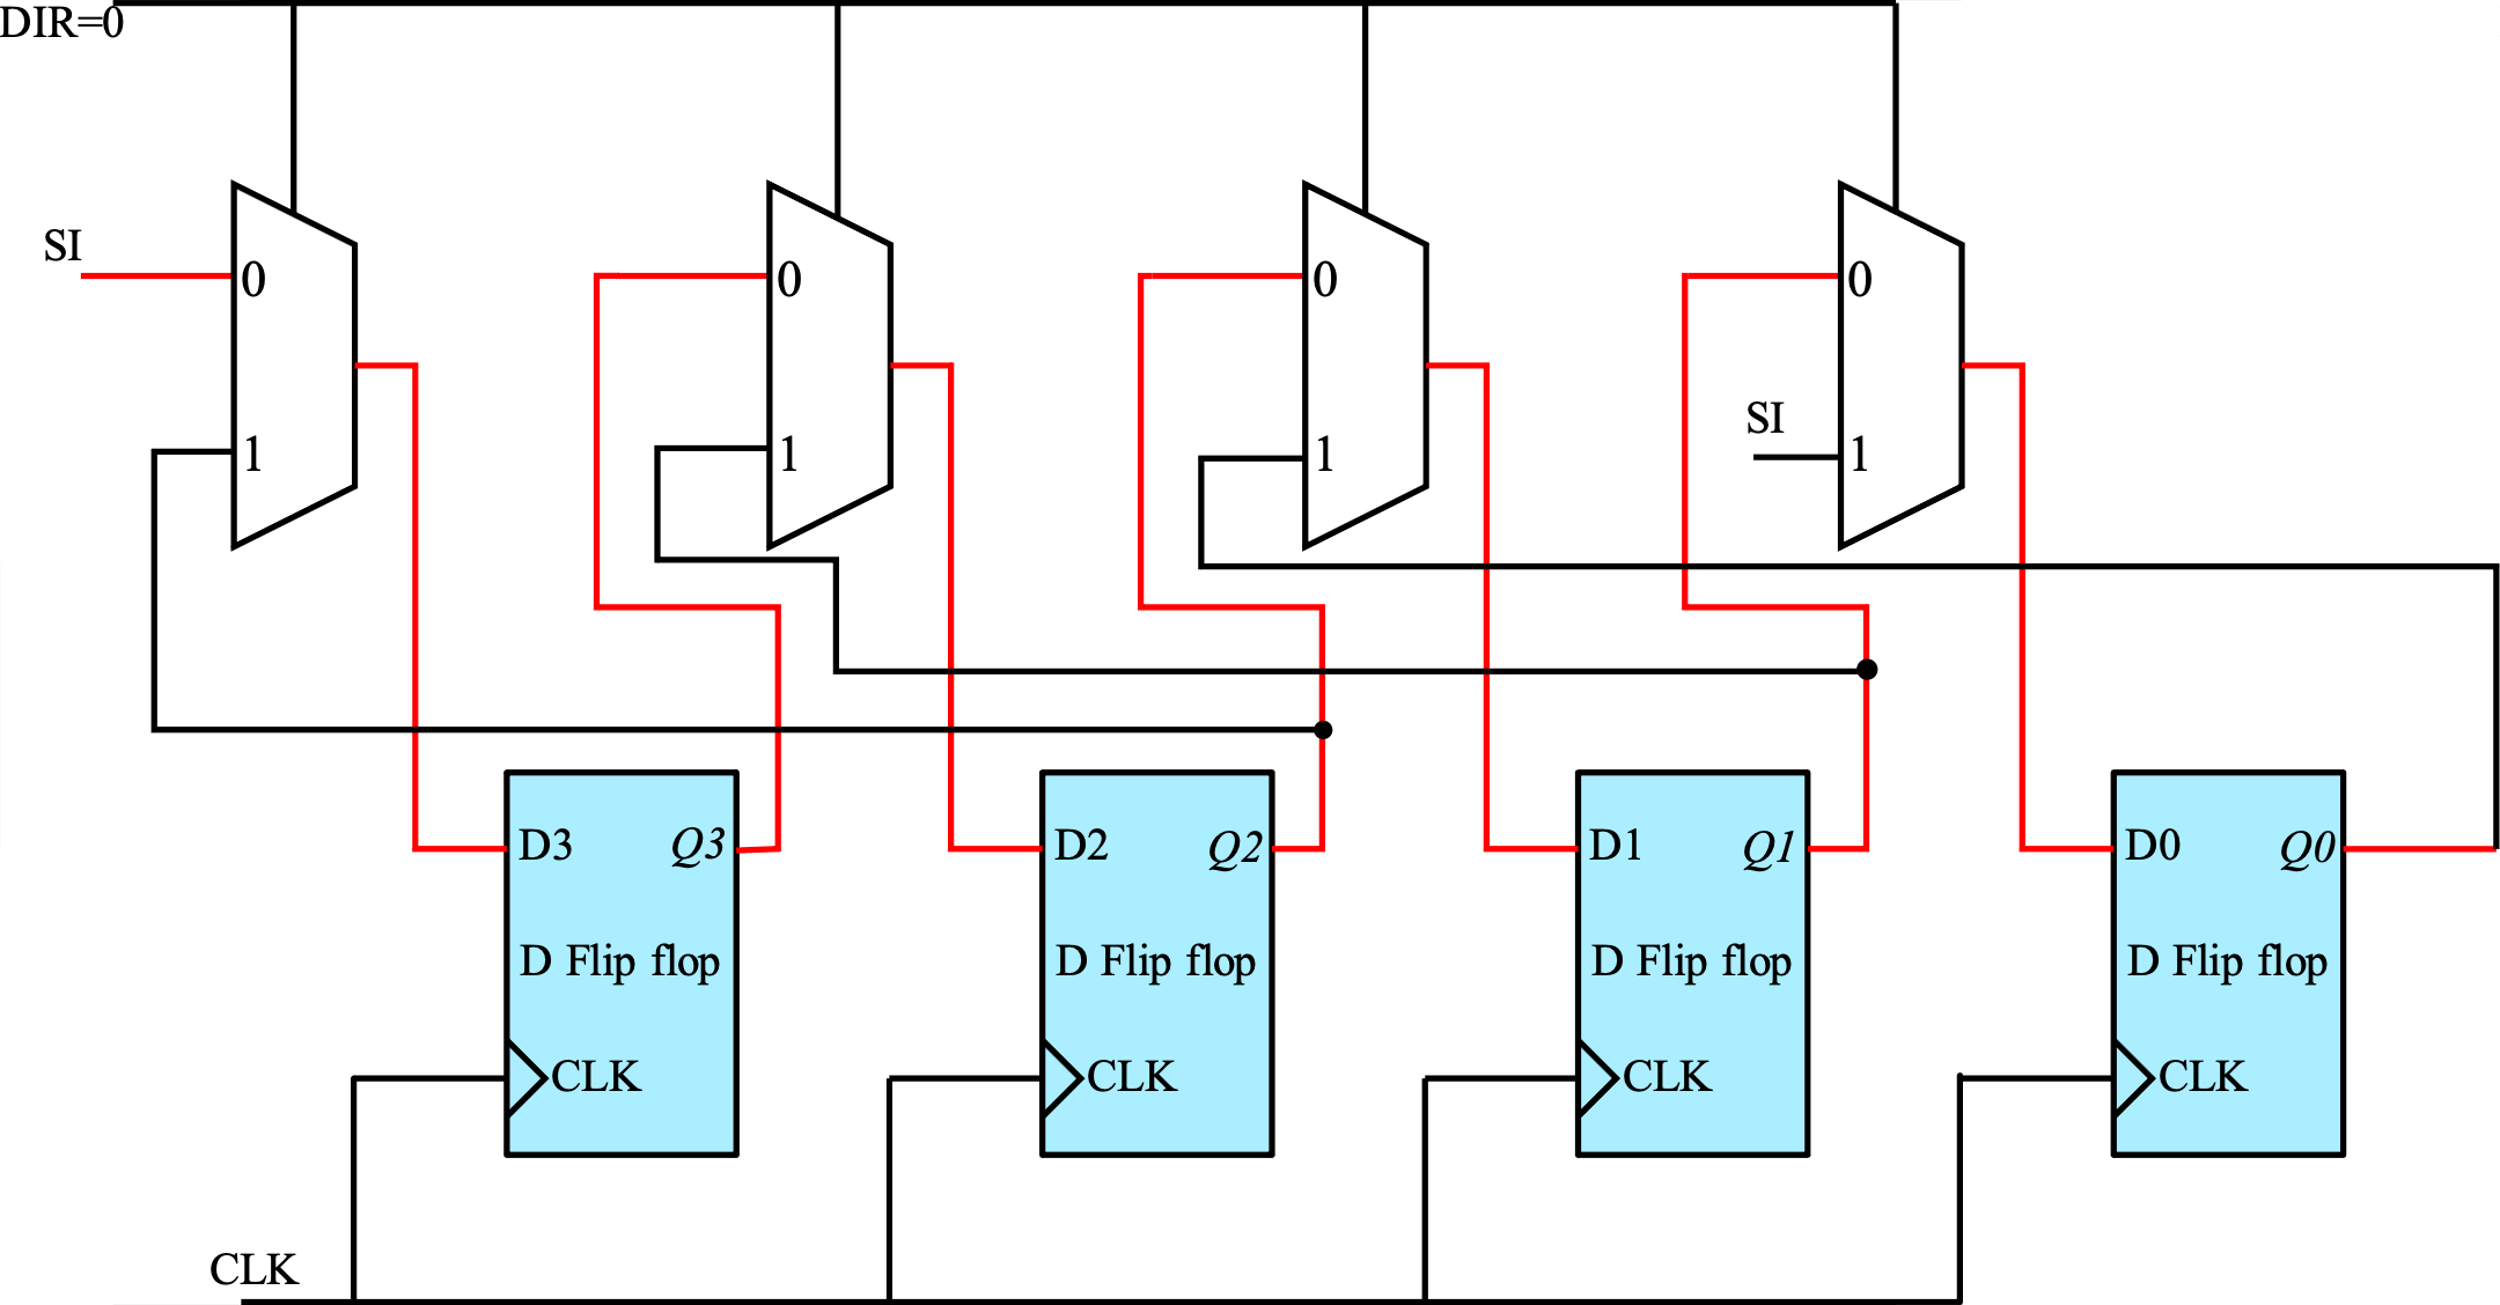 DIR=0
SI
0
0
0
0
SI
1
1
1
1
D3 Q3
D2 Q2
D1 Q1
D0 Q0
D Flip flop
D Flip flop
D Flip flop
D Flip flop
CLK
CLK
CLK
CLK
CLK